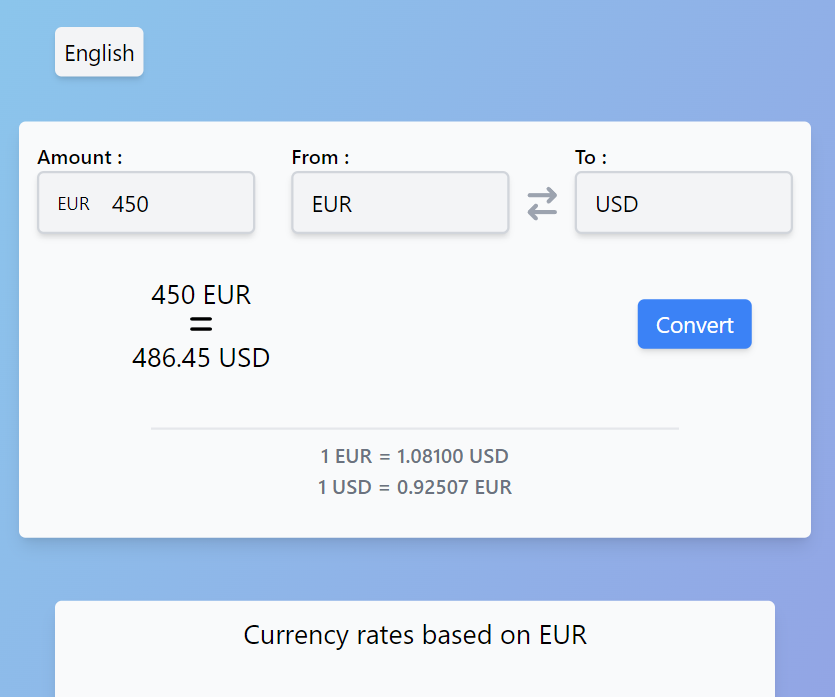 English
Amount :
From :
To :
EUR 450
EUR
USD
450 EUR
=
486.45 USD
Convert
1 EUR = 1.08100 USD
1 USD = 0.92507 EUR
Currency rates based on EUR